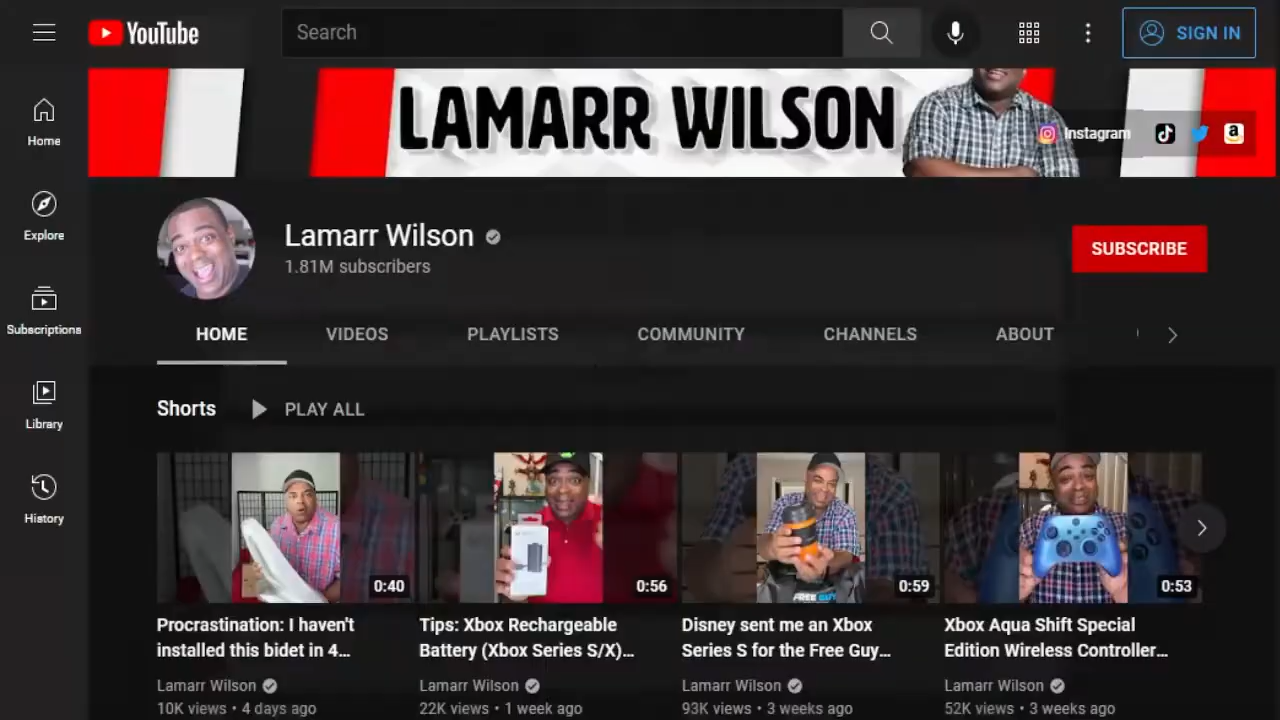 YouTube
Search
SIGN IN
Home
Explore
Subscriptions
Library
History
LAMARR WILSON
Instagram
Lamarr Wilson
1.81M subscribers
SUBSCRIBE
HOME VIDEOS PLAYLISTS COMMUNITY CHANNELS ABOUT
Shorts PLAY ALL
0:40
0:56
FREE GUY
0:59
0:53
Procrastination: I haven't
installed this bidet in 4...
Lamarr Wilson
10K views • 4 days ago
Tips: Xbox Rechargeable
Battery (Xbox Series S/X)...
Lamarr Wilson
22K views • 1 week ago
Disney sent me an Xbox
Series S for the Free Guy...
Lamarr Wilson
93K views • 3 weeks ago
Xbox Aqua Shift Special
Edition Wireless Controller...
Lamarr Wilson
52K views • 3 weeks ago